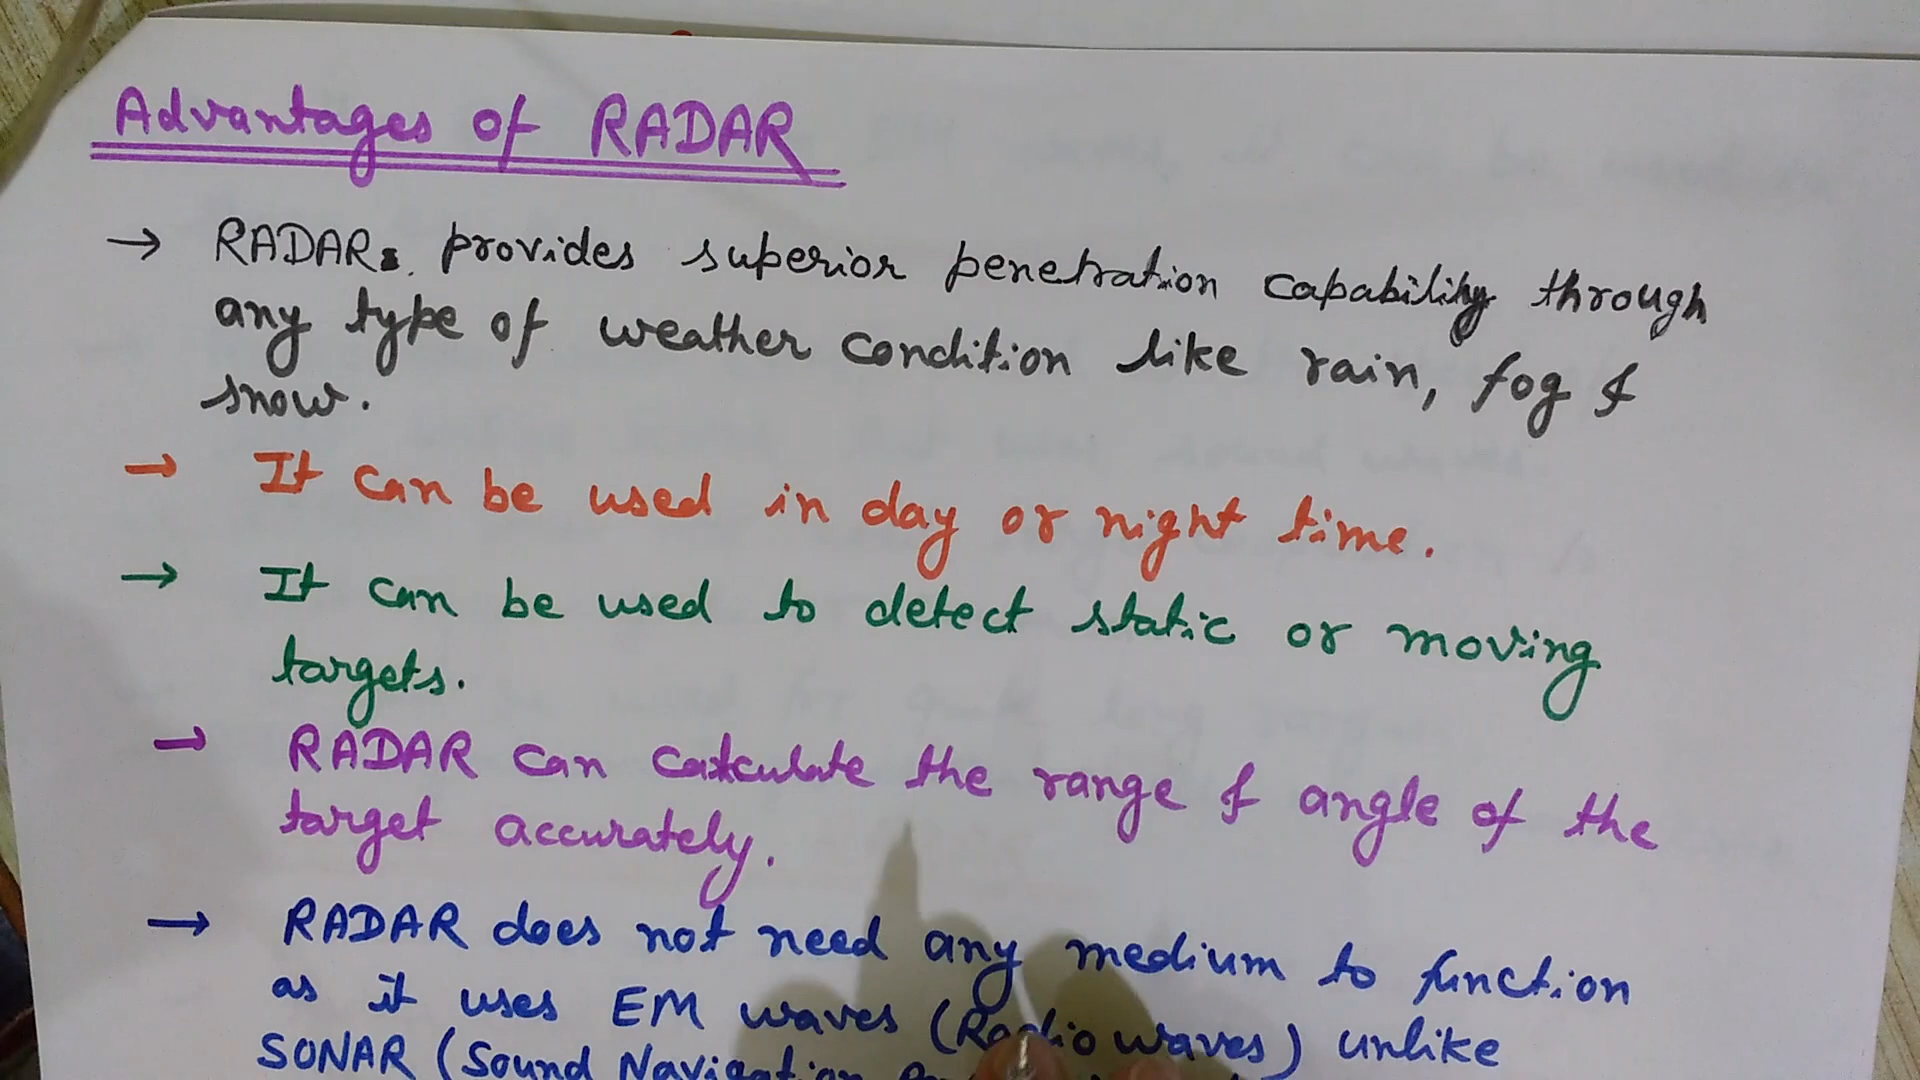 Advantages of RADAR
→ RADAR. provides superior penetration capability through
any type of weather condition like rain, fog &
snow.
→ It can be used in day or night time.
→ It can be used to detect static or moving
targets.
→ RADAR can calculate the range & angle of the
target accurately.
→ RADAR does not need any medium to function
as it uses EM waves (Radio waves) unlike
SONAR (Sound Navigation